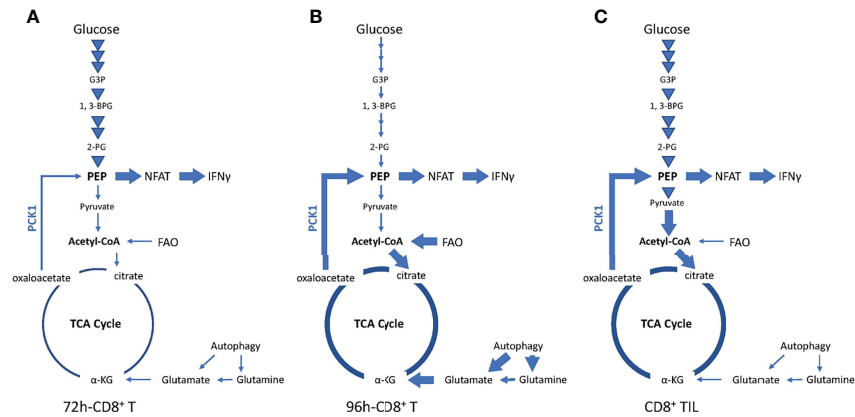 A
Glucose
G3P
1, 3-BPG
2-PG
PEP NFAT IFNγ
PCK1
Pyruvate
Acetyl-CoA FAO
oxaloacetate citrate
TCA Cycle
Autophagy
α-KG Glutamate Glutamine
72h-CD8⁺ T
B
Glucose
G3P
1, 3-BPG
2-PG
PEP NFAT IFNγ
PCK1
Pyruvate
Acetyl-CoA FAO
oxaloacetate citrate
TCA Cycle
Autophagy
α-KG Glutamate Glutamine
96h-CD8⁺ T
C
Glucose
G3P
1, 3-BPG
2-PG
PEP NFAT IFNγ
PCK1
Pyruvate
Acetyl-CoA FAO
oxaloacetate citrate
TCA Cycle
Autophagy
α-KG Glutanate Glutamine
CD8⁺ TIL